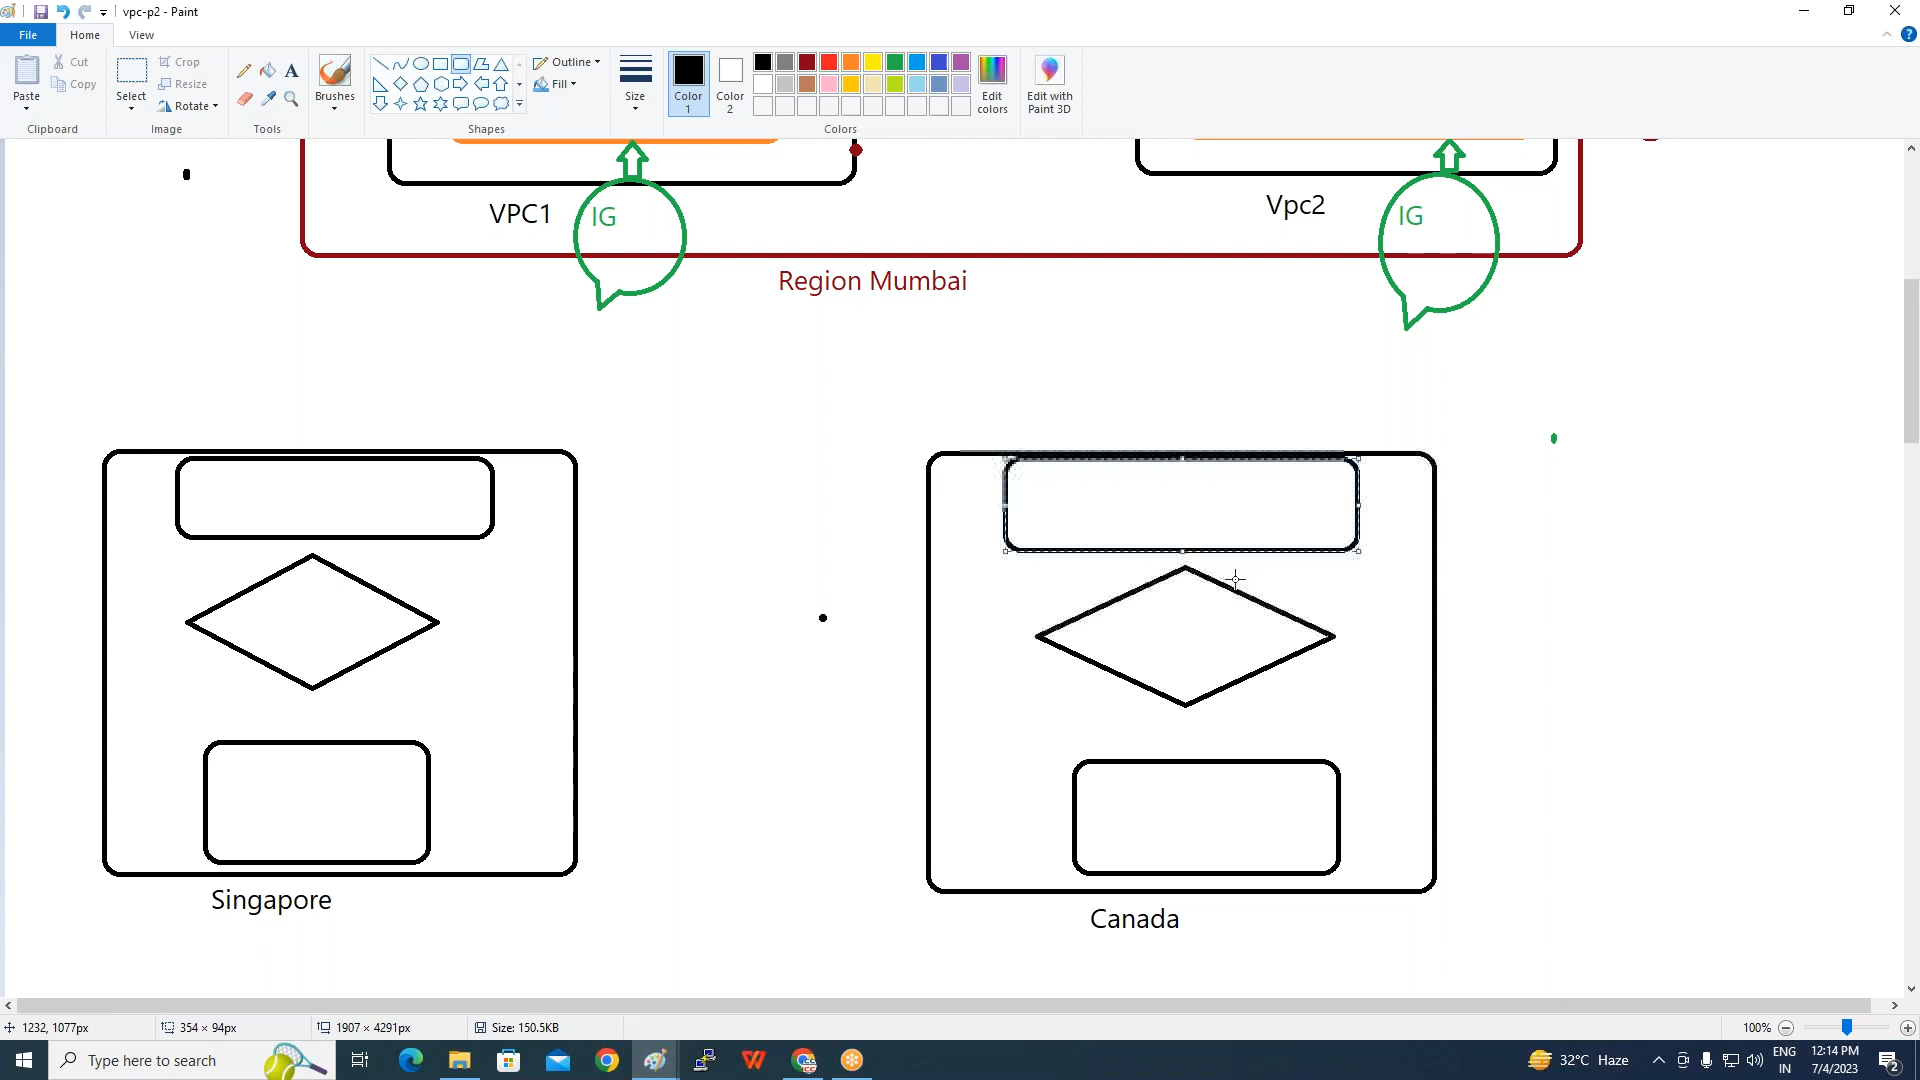 vpc-p2 - Paint
File
Home
View
Paste
Cut
Copy
Clipboard
Select
Crop
Resize
Rotate
Image
A
Tools
Brushes
Shapes
Outline
Fill
Size
Color
1
Color
2
Edit
colors
Colors
Edit with
Paint 3D
VPC1
IG
Vpc2
IG
Region Mumbai
Singapore
Canada
1232, 1077px
354 × 94px
1907 × 4291px
Size: 150.5KB
100%
Type here to search
32°C Haze
ENG
IN
12:14 PM
7/4/2023
2